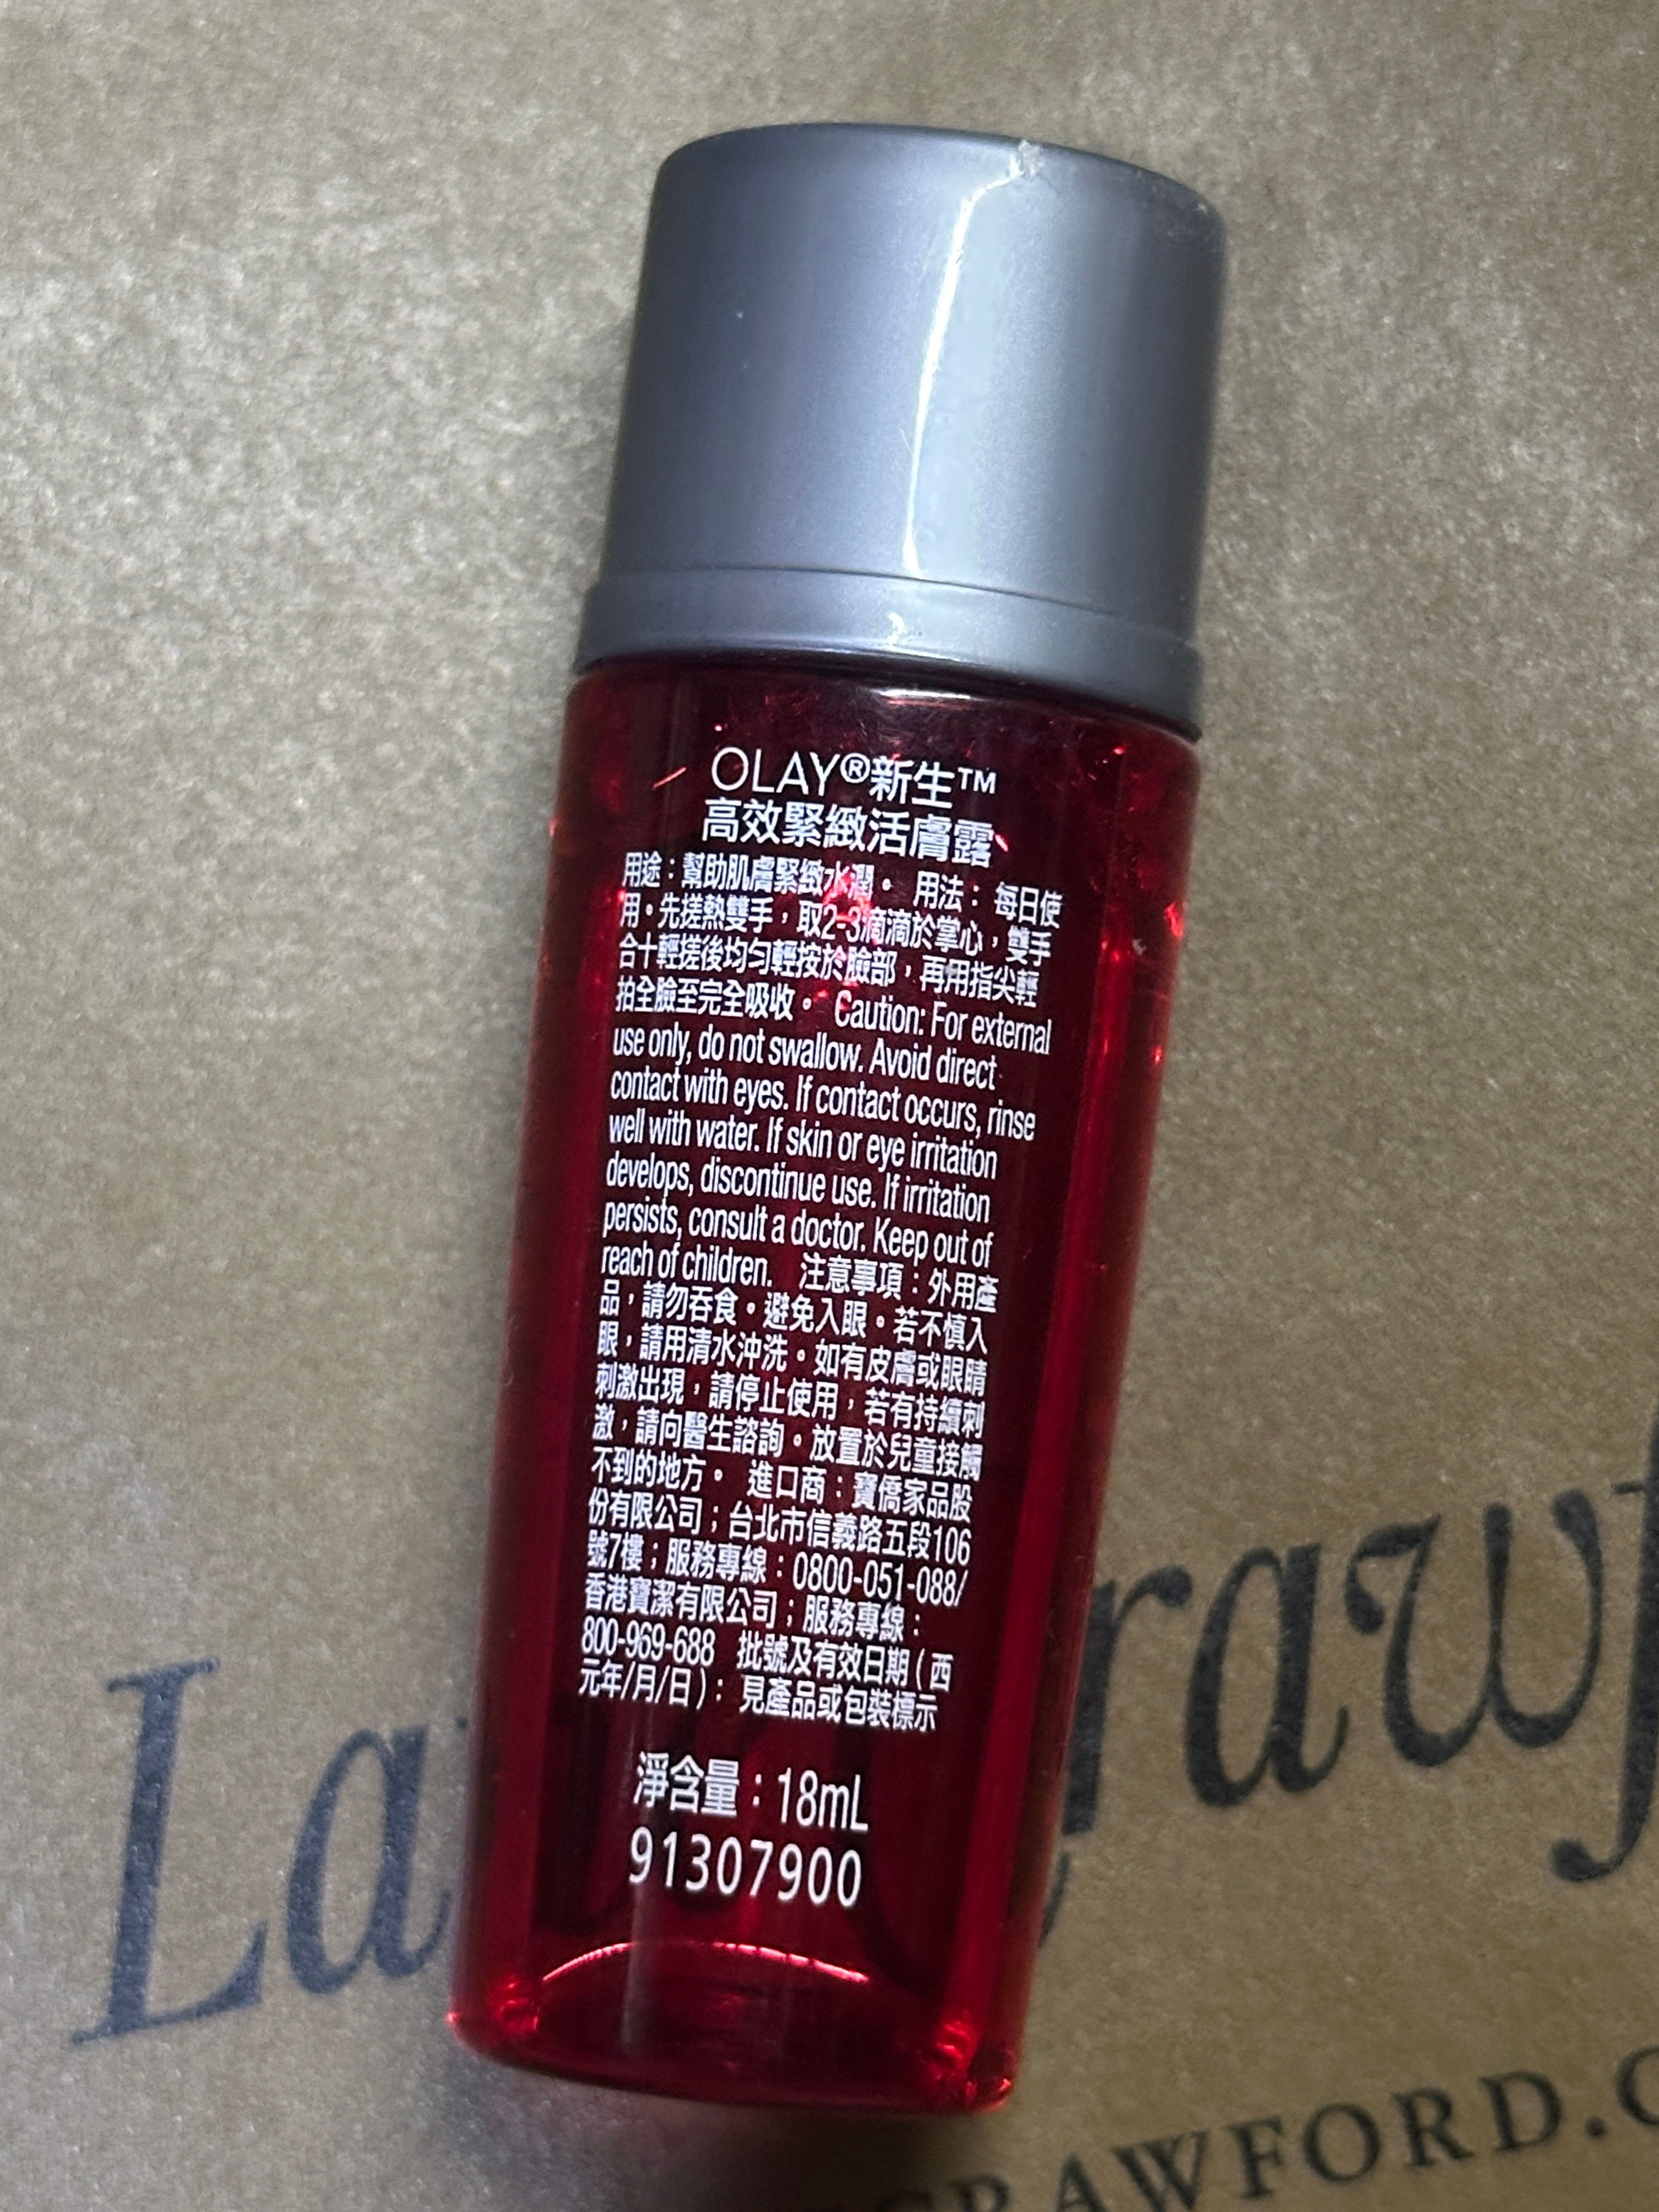 OLAY®新生™
高效緊緻活膚露
用途：幫助肌膚緊緻水潤。 用法： 每日使
用。先搓熱雙手，取2-3滴滴於掌心，雙手
合十輕搓後均勻輕按於臉部，再用指尖輕
拍全臉至完全吸收。 Caution: For external
use only, do not swallow. Avoid direct
contact with eyes. If contact occurs, rinse
well with water. If skin or eye irritation
develops, discontinue use. If irritation
persists, consult a doctor. Keep out of
reach of children. 注意事項：外用產
品，請勿吞食。避免入眼。若不慎入
眼，請用清水沖洗。如有皮膚或眼睛
刺激出現，請停止使用，若有持續刺
激，請向醫生諮詢。放置於兒童接觸
不到的地方。 進口商：寶僑家品股
份有限公司；台北市信義路五段106
號7樓；服務專線：0800-051-088/
香港寶潔有限公司；服務專線：
800-969-688 批號及有效日期（西
元年/月/日）： 見產品或包裝標示
淨含量：18mL
91307900